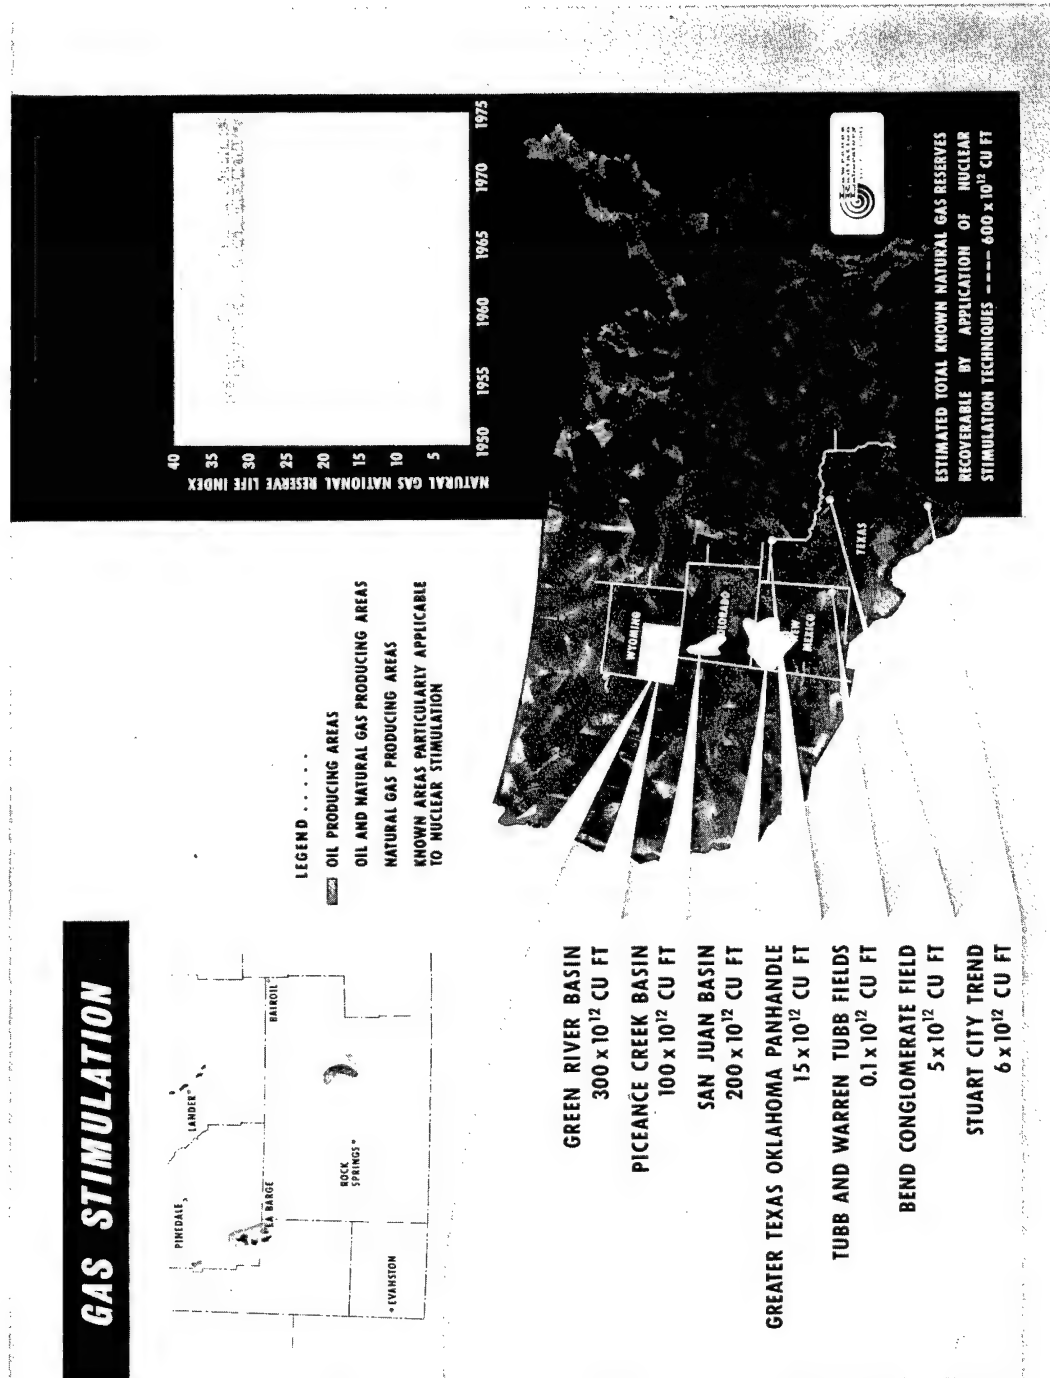 GAS STIMULATION
PINEDALE
LANDER
LA BARGE
BAIROIL
ROCK
SPRINGS
EVANSTON
LEGEND . . . . . .
OIL PRODUCING AREAS
OIL AND NATURAL GAS PRODUCING AREAS
NATURAL GAS PRODUCING AREAS
KNOWN AREAS PARTICULARLY APPLICABLE
TO NUCLEAR STIMULATION
NATURAL GAS NATIONAL RESERVE LIFE INDEX
40
35
30
25
20
15
10
5
1950 1955 1960 1965 1970 1975
GREEN RIVER BASIN
300 x 10¹² CU FT
PICEANCE CREEK BASIN
100 x 10¹² CU FT
SAN JUAN BASIN
200 x 10¹² CU FT
GREATER TEXAS OKLAHOMA PANHANDLE
15 x 10¹² CU FT
TUBB AND WARREN TUBB FIELDS
0.1 x 10¹² CU FT
BEND CONGLOMERATE FIELD
5 x 10¹² CU FT
STUART CITY TREND
6 x 10¹² CU FT
WYOMING
COLORADO
NEW
MEXICO
TEXAS
Lawrence
Radiation
Laboratory
ESTIMATED TOTAL KNOWN NATURAL GAS RESERVES
RECOVERABLE BY APPLICATION OF NUCLEAR
STIMULATION TECHNIQUES ---- 600 x 10¹² CU FT